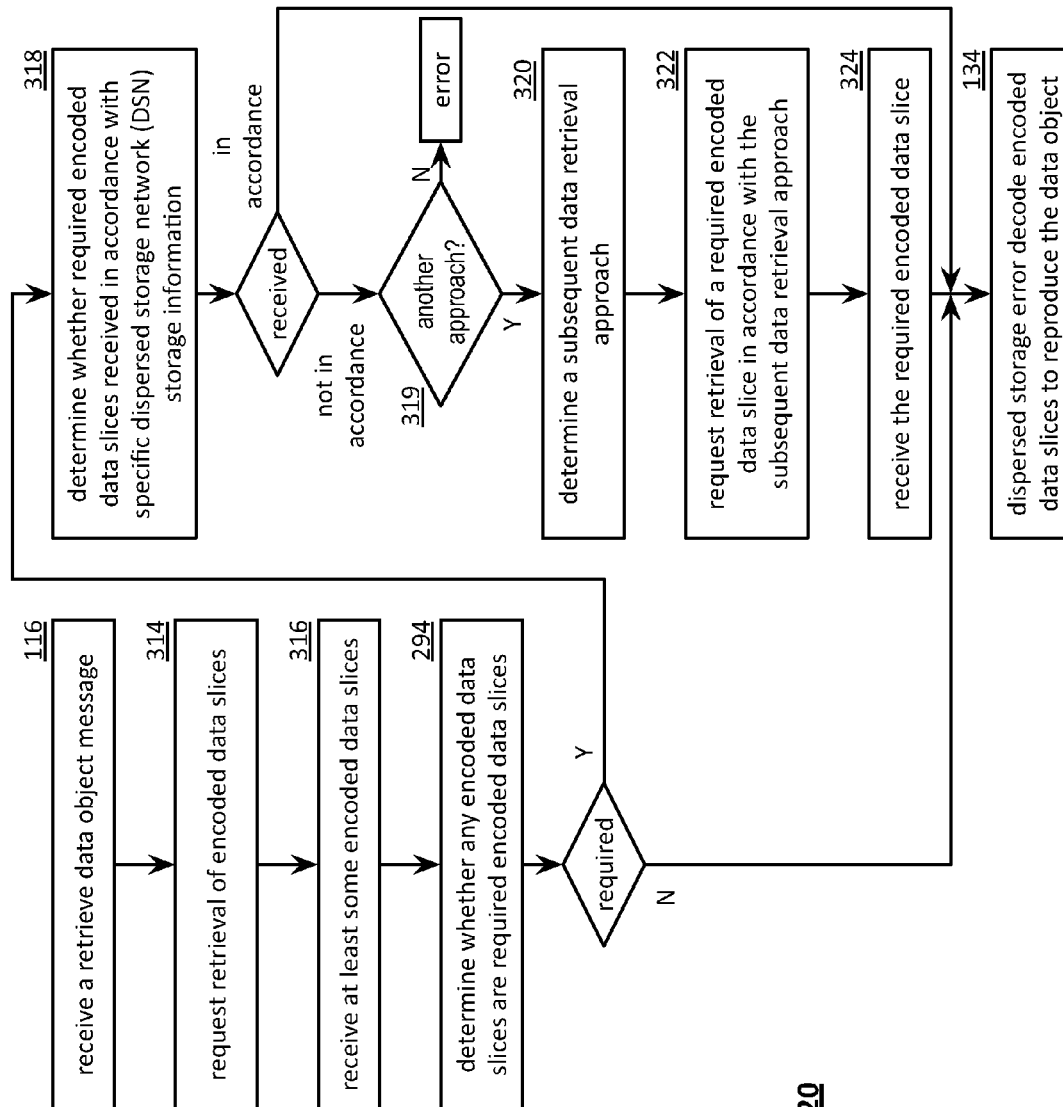 116
receive a retrieve data object message
314
request retrieval of encoded data slices
316
receive at least some encoded data slices
294
determine whether any encoded data
slices are required encoded data slices
required
Y
N
318
determine whether required encoded
data slices received in accordance with
specific dispersed storage network (DSN)
storage information
received
in
accordance
not in
accordance
another
approach?
319
N
error
Y
320
determine a subsequent data retrieval
approach
322
request retrieval of a required encoded
data slice in accordance with the
subsequent data retrieval approach
324
receive the required encoded data slice
134
dispersed storage error decode encoded
data slices to reproduce the data object
20